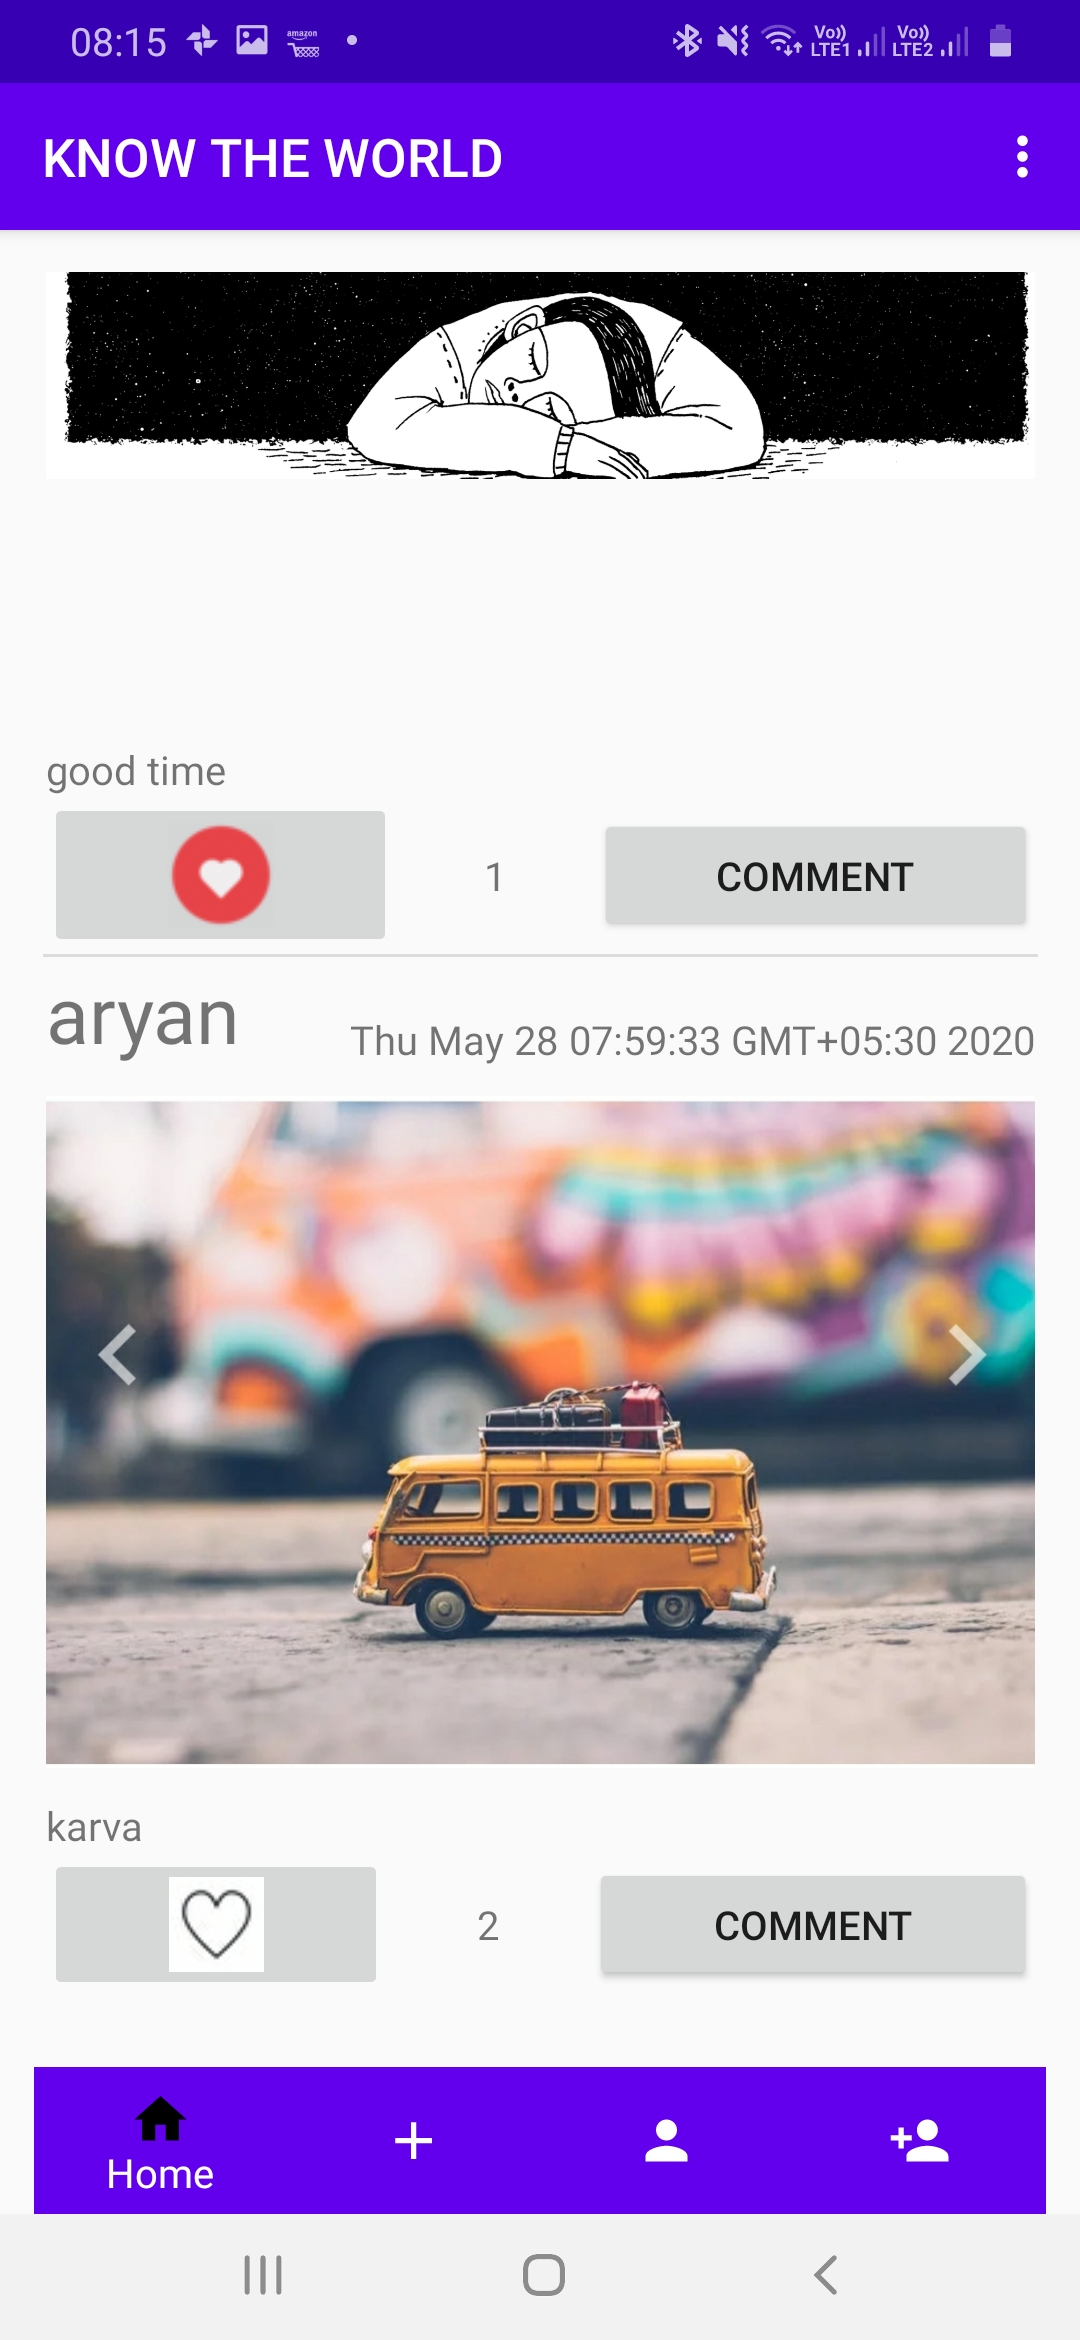 08:15 amazon Vo)) LTE1 Vo)) LTE2
KNOW THE WORLD
good time
1 COMMENT
aryan Thu May 28 07:59:33 GMT+05:30 2020
karva
2 COMMENT
Home